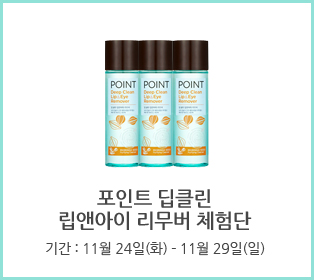 POINT POINT POINT
Deep Clean Deep Clean Deep Clean
Lip & Eye Lip & Eye Lip & Eye
Remover Remover Remover
포인트 딥클린
립앤아이 리무버 체험단
기간 : 11월 24일(화) - 11월 29일(일)